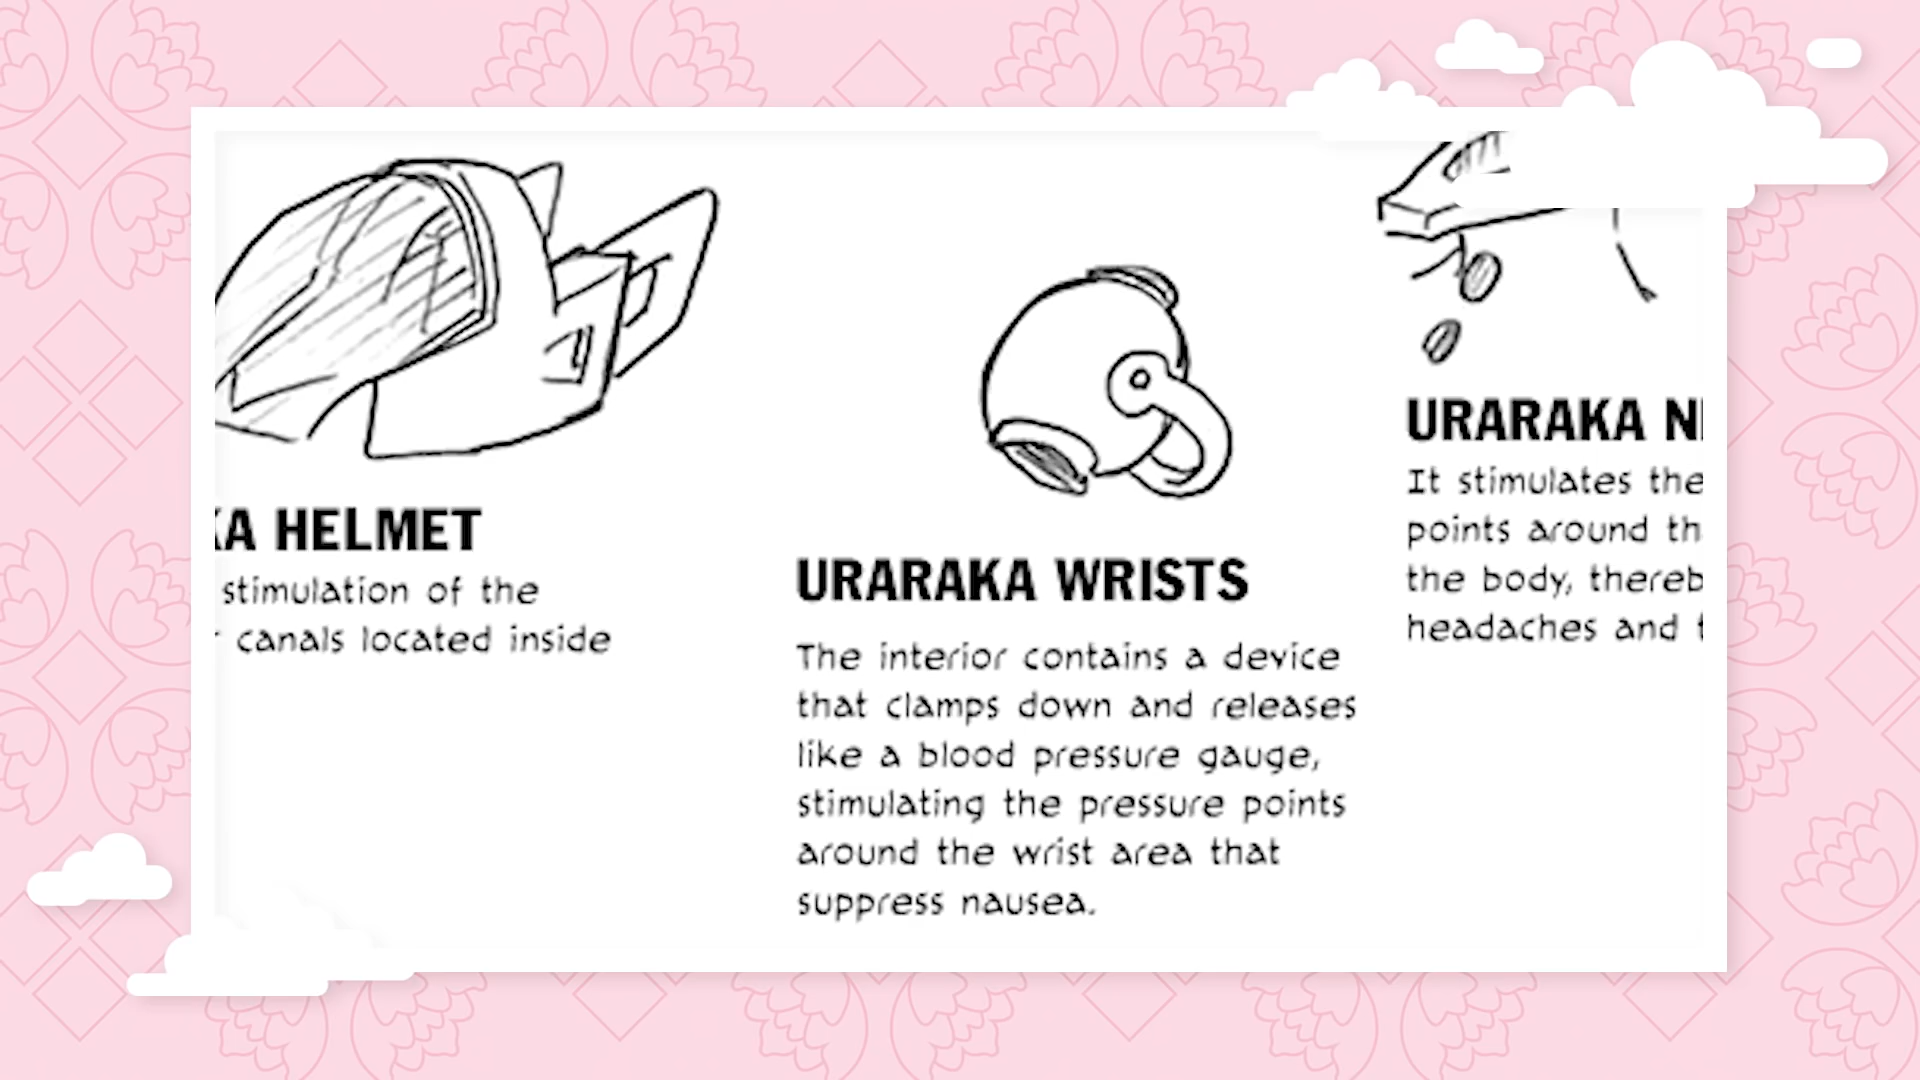 HELMET
stimulation of the
canals located inside
URARAKA WRISTS
The interior contains a device
that clamps down and releases
like a blood pressure gauge,
stimulating the pressure points
around the wrist area that
suppress nausea.
URARAKA
It stimulates the
points around
the body,
headaches and